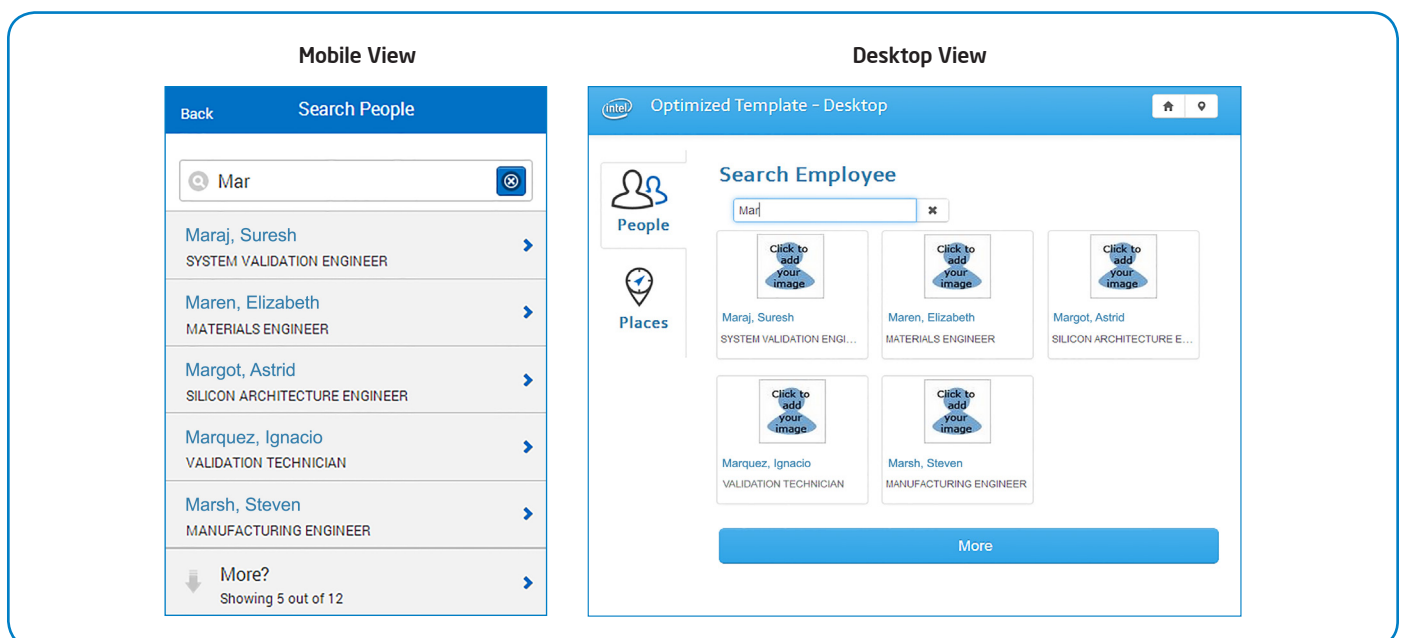 Mobile View
Back
Search People
Mar
Maraj, Suresh
SYSTEM VALIDATION ENGINEER
Maren, Elizabeth
MATERIALS ENGINEER
Margot, Astrid
SILICON ARCHITECTURE ENGINEER
Marquez, Ignacio
VALIDATION TECHNICIAN
Marsh, Steven
MANUFACTURING ENGINEER
More?
Showing 5 out of 12
Desktop View
intel
Optimized Template – Desktop
People
Places
Search Employee
Mar
Click to
add
your
image
Maraj, Suresh
SYSTEM VALIDATION ENGI...
Click to
add
your
image
Maren, Elizabeth
MATERIALS ENGINEER
Click to
add
your
image
Margot, Astrid
SILICON ARCHITECTURE E...
Click to
add
your
image
Marquez, Ignacio
VALIDATION TECHNICIAN
Click to
add
your
image
Marsh, Steven
MANUFACTURING ENGINEER
More